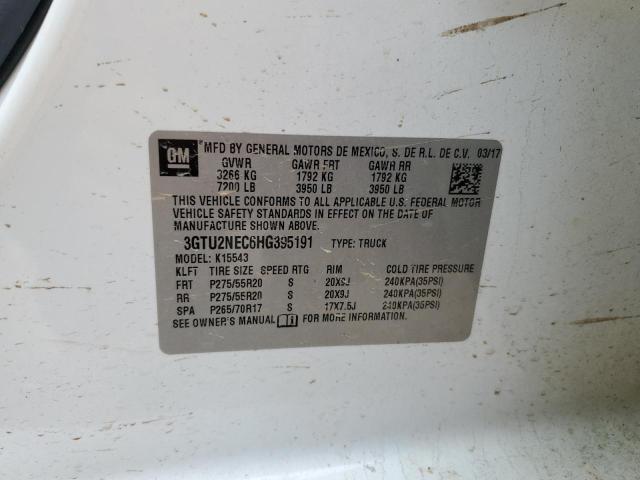 GM MFD BY GENERAL MOTORS DE MEXICO, S. DE R.L. DE C.V. 03/17
GVWR GAWR FRT GAWR RR
3266 KG 1792 KG 1792 KG
7200 LB 3950 LB 3950 LB
THIS VEHICLE CONFORMS TO ALL APPLICABLE U.S. FEDERAL MOTOR
VEHICLE SAFETY STANDARDS IN EFFECT ON THE DATE OF
MANUFACTURE SHOWN ABOVE.
3GTU2NEC6HG395191 TYPE: TRUCK
MODEL: K15543
KLFT TIRE SIZE SPEED RTG RIM COLD TIRE PRESSURE
FRT P275/55R20 S 20X9J 240KPA(35PSI)
RR P275/55R20 S 20X9J 240KPA(35PSI)
SPA P265/70R17 S 17X7.5J 240KPA(35PSI)
SEE OWNER'S MANUAL FOR MORE INFORMATION.